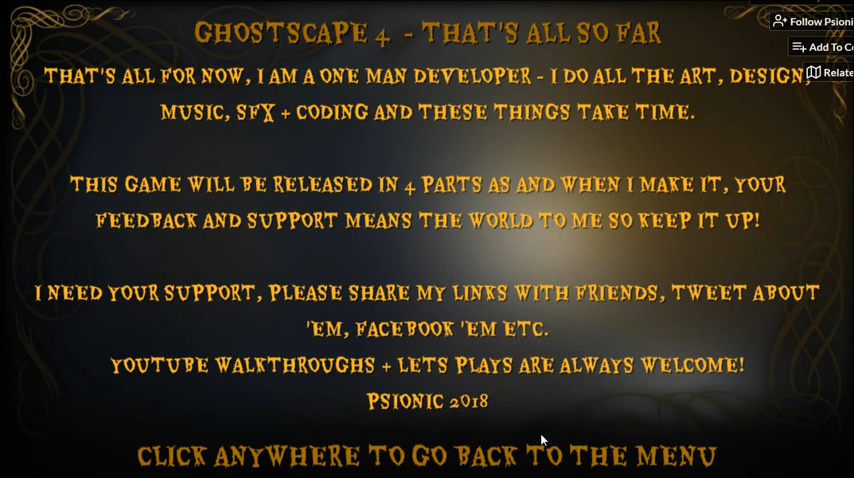 GHOSTSCAPE 4 - THAT'S ALL SO FAR
Follow Psioni
Add To Co
THAT'S ALL FOR NOW, I AM A ONE MAN DEVELOPER - I DO ALL THE ART, DESIGN,
Relate
MUSIC, SFX + CODING AND THESE THINGS TAKE TIME.
THIS GAME WILL BE RELEASED IN 4 PARTS AS AND WHEN I MAKE IT, YOUR
FEEDBACK AND SUPPORT MEANS THE WORLD TO ME SO KEEP IT UP!
I NEED YOUR SUPPORT, PLEASE SHARE MY LINKS WITH FRIENDS, TWEET ABOUT
'EM, FACEBOOK 'EM ETC.
YOUTUBE WALKTHROUGHS + LETS PLAYS ARE ALWAYS WELCOME!
PSIONIC 2018
CLICK ANYWHERE TO GO BACK TO THE MENU